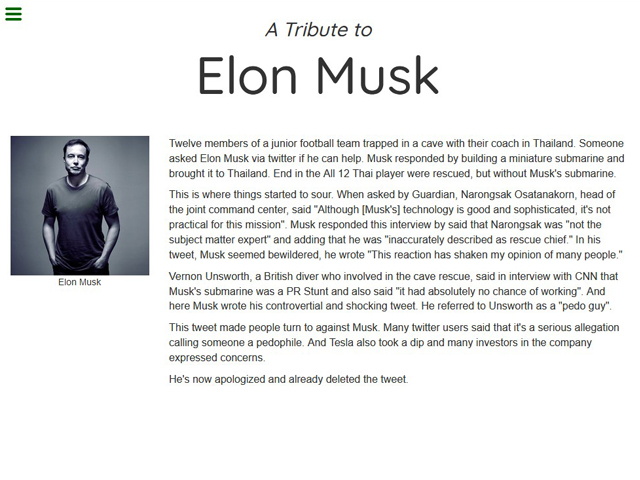 A Tribute to
Elon Musk
Twelve members of a junior football team trapped in a cave with their coach in Thailand. Someone
asked Elon Musk via twitter if he can help. Musk responded by building a miniature submarine and
brought it to Thailand. End in the All 12 Thai player were rescued, but without Musk's submarine.
This is where things started to sour. When asked by Guardian, Narongsak Osatanakorn, head of
the joint command center, said "Although [Musk's] technology is good and sophisticated, it's not
practical for this mission". Musk responded this interview by said that Narongsak was "not the
subject matter expert" and adding that he was "inaccurately described as rescue chief." In his
tweet, Musk seemed bewildered, he wrote "This reaction has shaken my opinion of many people."
Vernon Unsworth, a British diver who involved in the cave rescue, said in interview with CNN that
Musk's submarine was a PR Stunt and also said "it had absolutely no chance of working". And
here Musk wrote his controvertial and shocking tweet. He referred to Unsworth as a "pedo guy".
This tweet made people turn to against Musk. Many twitter users said that it's a serious allegation
calling someone a pedophile. And Tesla also took a dip and many investors in the company
expressed concerns.
He's now apologized and already deleted the tweet.
Elon Musk